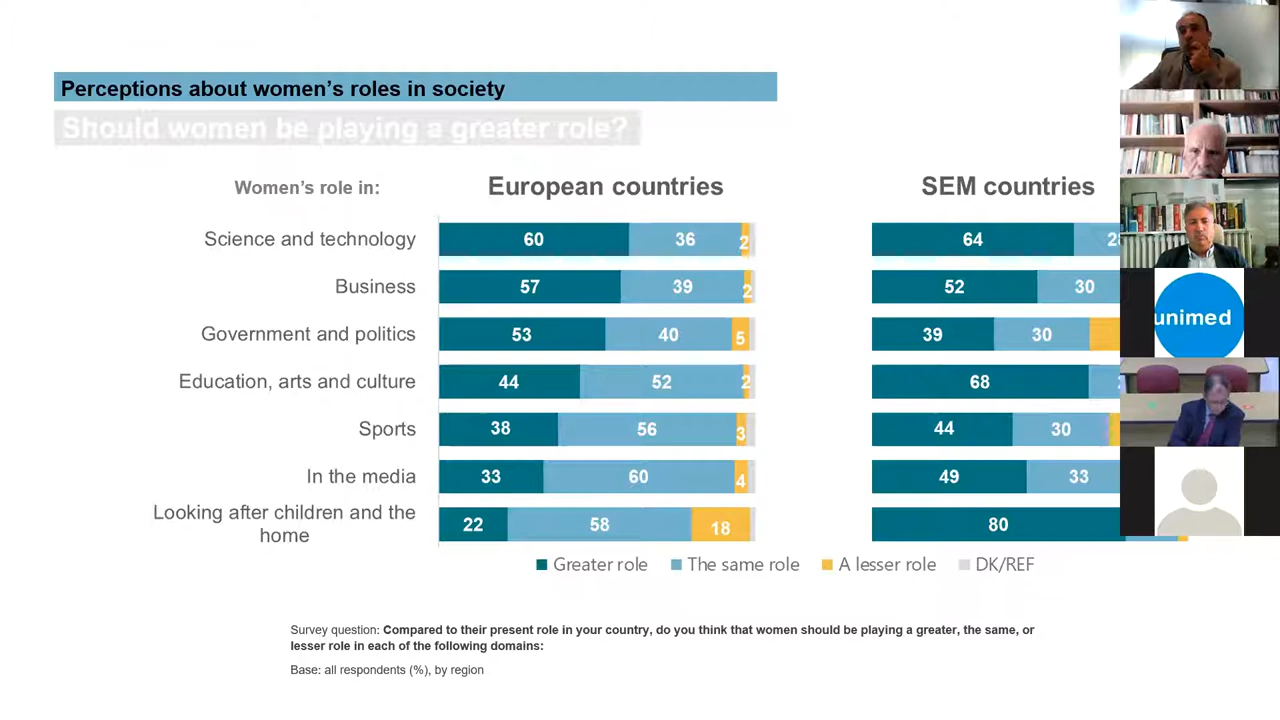 Perceptions about women's roles in society
Should women be playing a greater role?
Women's role in:
European countries
SEM countries
Science and technology
60 36 2
64
Business
57 39 2
52 30
unimed
Government and politics
53 40 5
39 30
Education, arts and culture
44 52 2
68
Sports
38 56 3
44 30
In the media
33 60 4
49 33
Looking after children and the
home
22 58 18
80
Greater role The same role A lesser role DK/REF
Survey question: Compared to their present role in your country, do you think that women should be playing a greater, the same, or
lesser role in each of the following domains:
Base: all respondents (%), by region